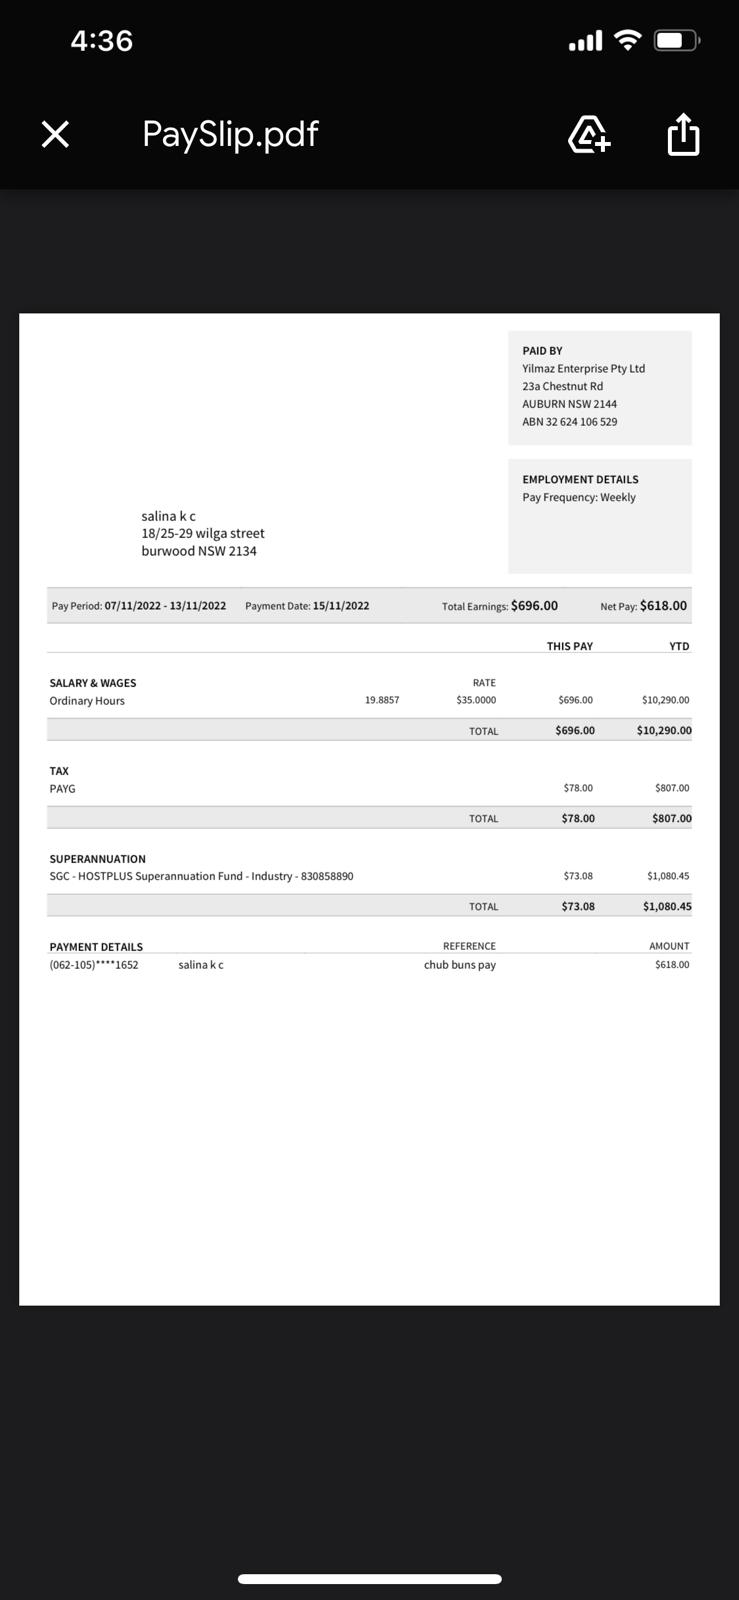 4:36
PaySlip.pdf
PAID BY
Yilmaz Enterprise Pty Ltd
23a Chestnut Rd
AUBURN NSW 2144
ABN 32 624 106 529
EMPLOYMENT DETAILS
Pay Frequency: Weekly
salina k c
18/25-29 wilga street
burwood NSW 2134
Pay Period: 07/11/2022 - 13/11/2022 Payment Date: 15/11/2022 Total Earnings: $696.00 Net Pay: $618.00
THIS PAY YTD
SALARY & WAGES RATE
Ordinary Hours 19.8857 $35.0000 $696.00 $10,290.00
TOTAL $696.00 $10,290.00
TAX
PAYG $78.00 $807.00
TOTAL $78.00 $807.00
SUPERANNUATION
SGC - HOSTPLUS Superannuation Fund - Industry - 830858890 $73.08 $1,080.45
TOTAL $73.08 $1,080.45
PAYMENT DETAILS REFERENCE AMOUNT
(062-105)****1652 salina k c chub buns pay $618.00